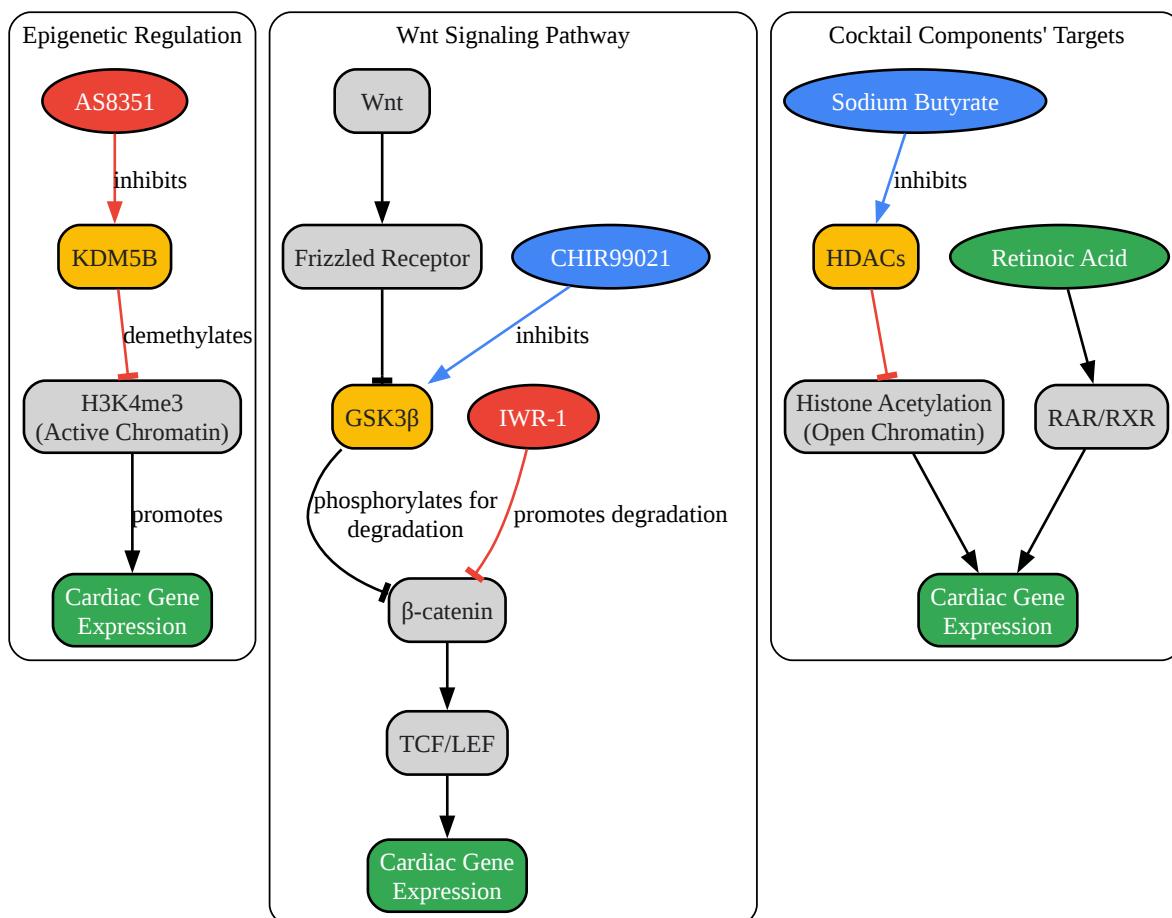 Epigenetic Regulation
AS8351
inhibits
KDM5B
demethylates
H3K4me3
(Active Chromatin)
promotes
Cardiac Gene
Expression
Wnt Signaling Pathway
Wnt
Frizzled Receptor
CHIR99021
inhibits
GSK3β
IWR-1
phosphorylates for
degradation
promotes degradation
β-catenin
TCF/LEF
Cardiac Gene
Expression
Cocktail Components' Targets
Sodium Butyrate
inhibits
HDACs
Retinoic Acid
Histone Acetylation
(Open Chromatin)
RAR/RXR
Cardiac Gene
Expression